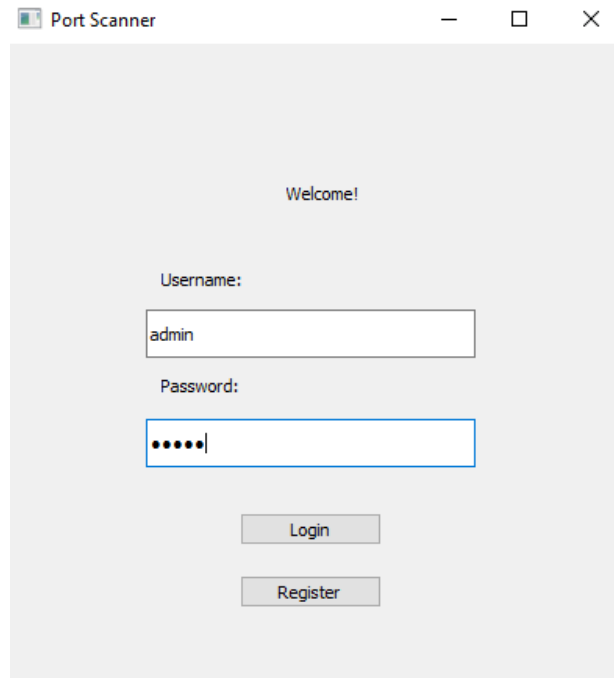 Port Scanner
Welcome!
Username:
admin
Password:
●●●●●
Login
Register